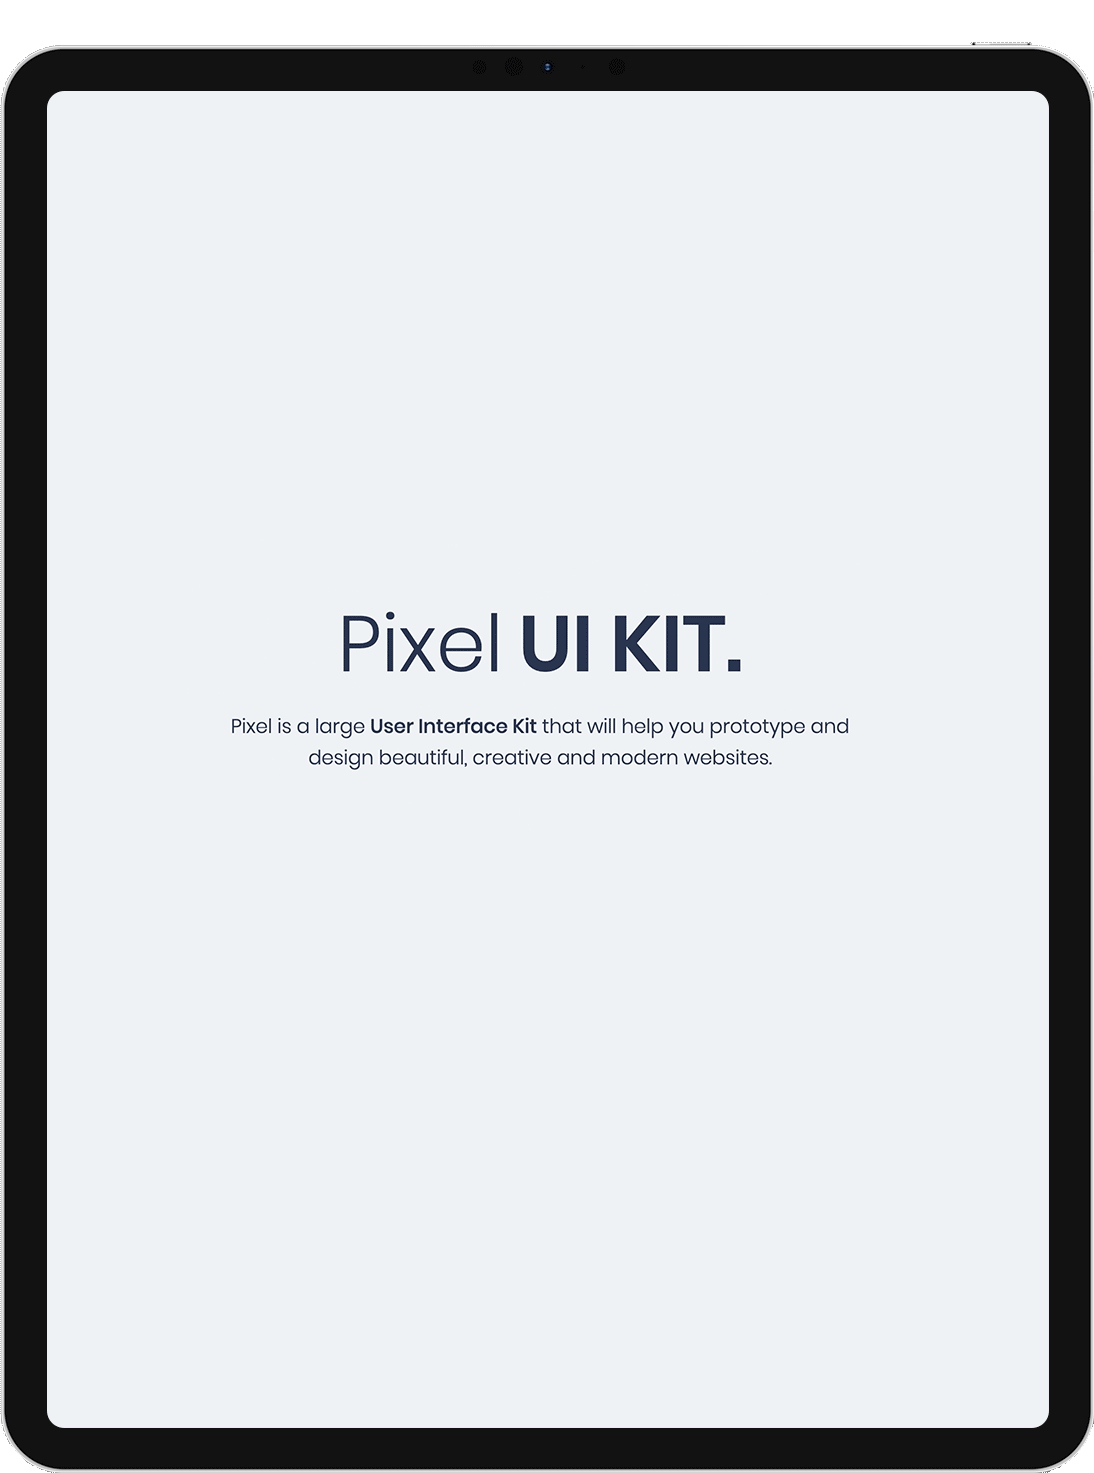 Pixel UI KIT.
Pixel is a large User Interface Kit that will help you prototype and
design beautiful, creative and modern websites.